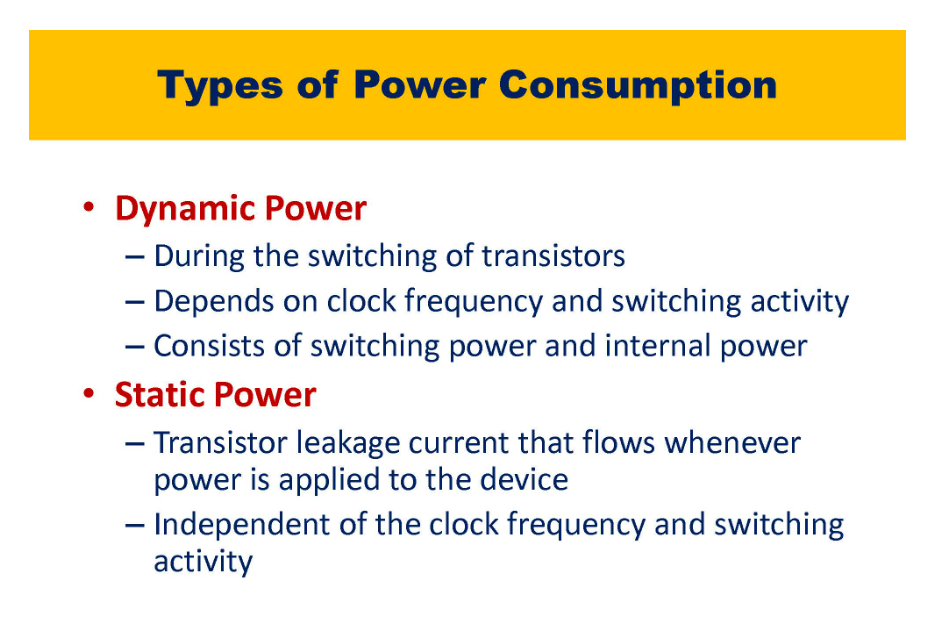 Types of Power Consumption
• Dynamic Power
– During the switching of transistors
– Depends on clock frequency and switching activity
– Consists of switching power and internal power
• Static Power
– Transistor leakage current that flows whenever
power is applied to the device
– Independent of the clock frequency and switching
activity